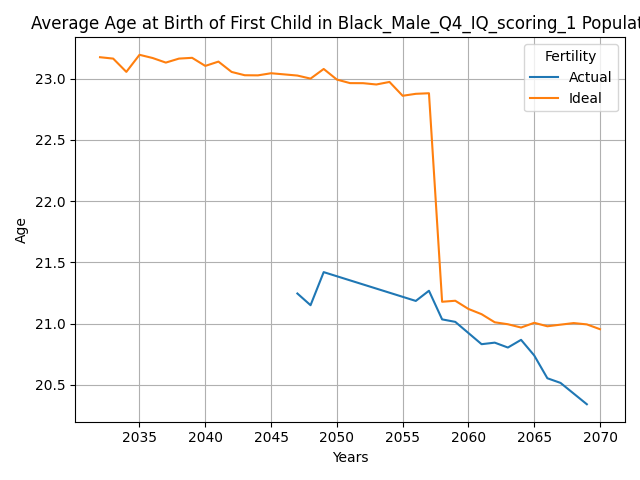 Average Age at Birth of First Child in Black_Male_Q4_IQ_scoring_1 Populat
Fertility
Actual
Ideal
23.0
22.5
22.0
21.5
21.0
20.5
Age
2035 2040 2045 2050 2055 2060 2065 2070
Years